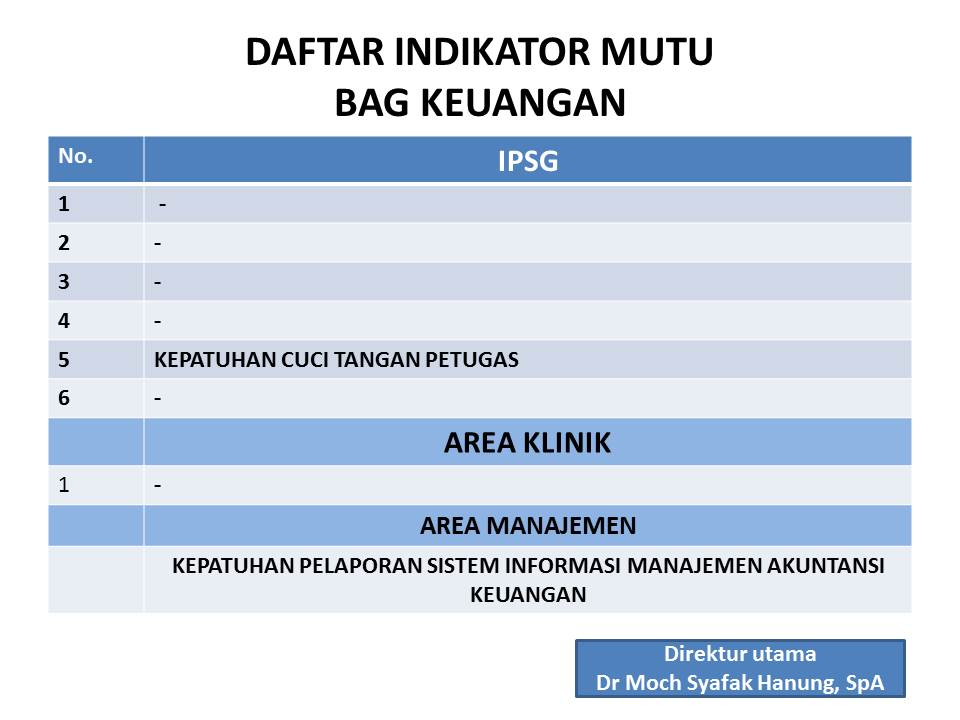 DAFTAR INDIKATOR MUTU
BAG KEUANGAN
No. IPSG
1 -
2 -
3 -
4 -
5 KEPATUHAN CUCI TANGAN PETUGAS
6 -
AREA KLINIK
1 -
AREA MANAJEMEN
KEPATUHAN PELAPORAN SISTEM INFORMASI MANAJEMEN AKUNTANSI
KEUANGAN
Direktur utama
Dr Moch Syafak Hanung, SpA